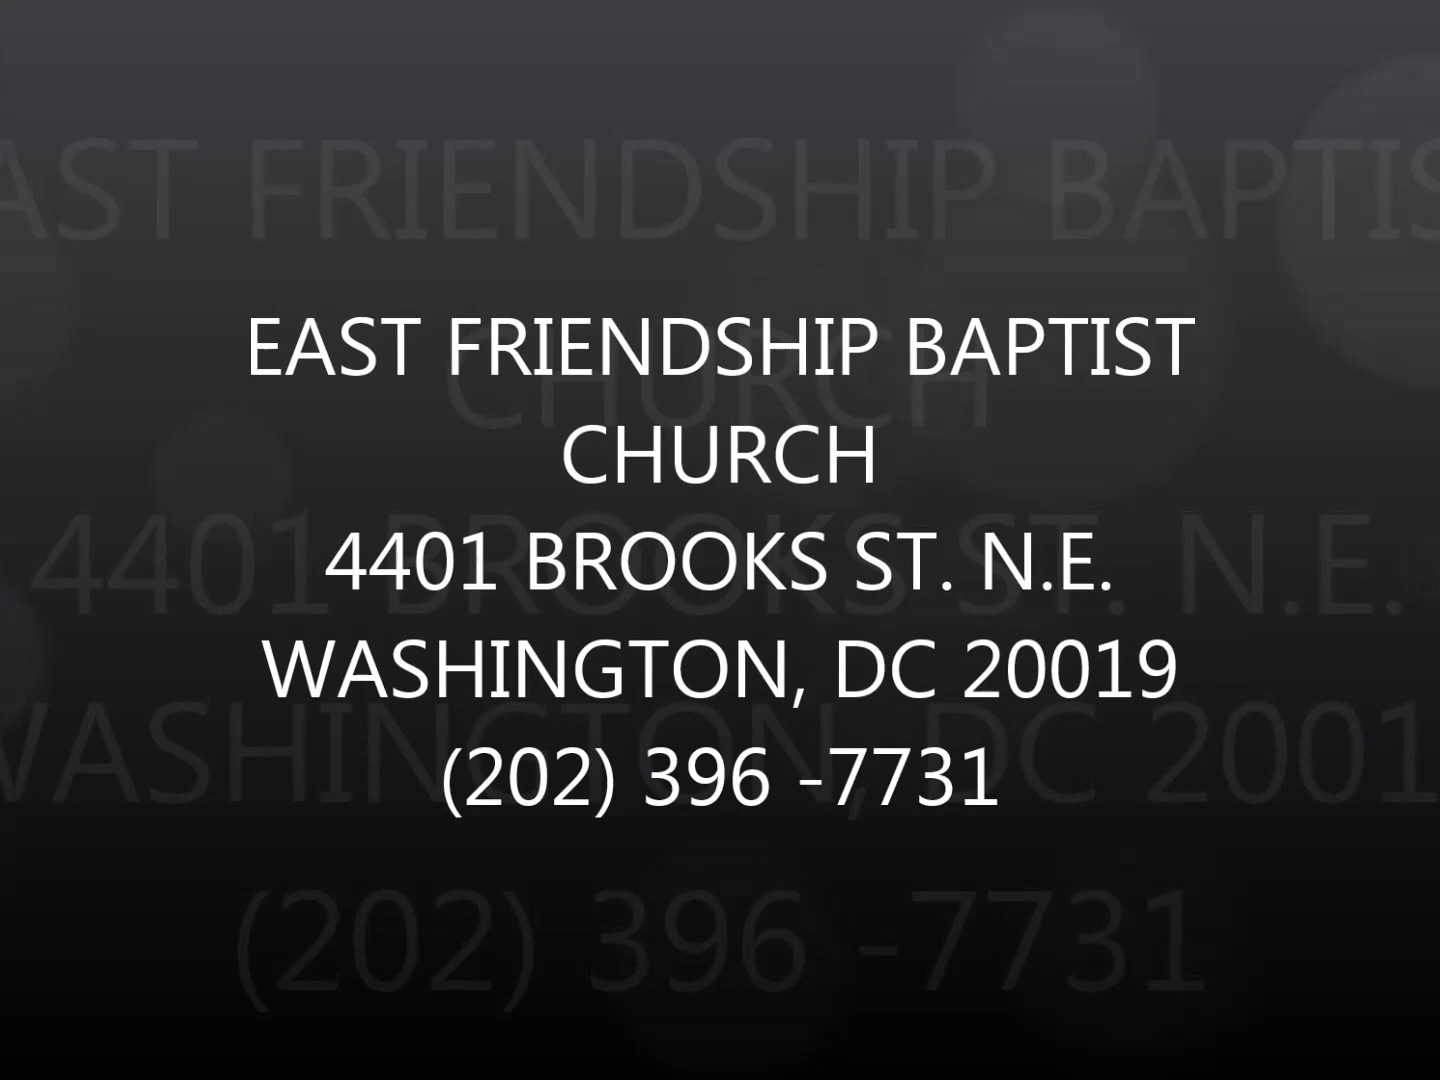 EAST FRIENDSHIP BAPTIST
CHURCH
4401 BROOKS ST. N.E.
WASHINGTON, DC 20019
(202) 396 -7731